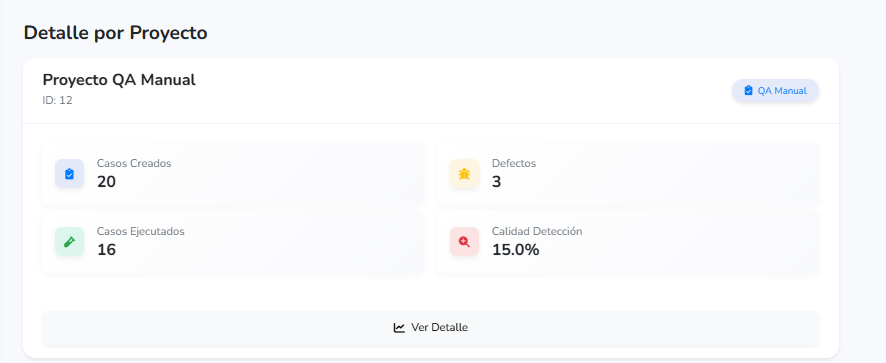 Detalle por Proyecto
Proyecto QA Manual
ID: 12
QA Manual
Casos Creados
20
Defectos
3
Casos Ejecutados
16
Calidad Detección
15.0%
Ver Detalle